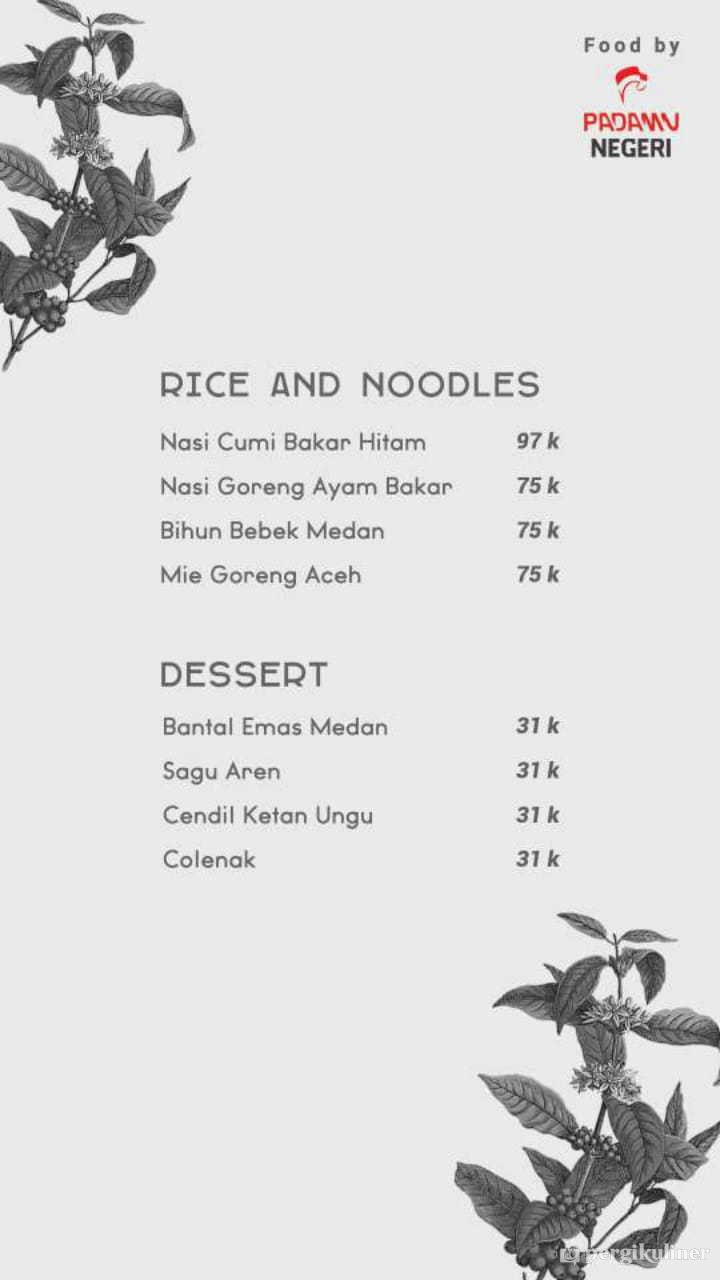 Food by
PADAMU
NEGERI
RICE AND NOODLES
Nasi Cumi Bakar Hitam 97 k
Nasi Goreng Ayam Bakar 75 k
Bihun Bebek Medan 75 k
Mie Goreng Aceh 75 k
DESSERT
Bantal Emas Medan 31 k
Sagu Aren 31 k
Cendil Ketan Ungu 31 k
Colenak 31 k
pergikuliner